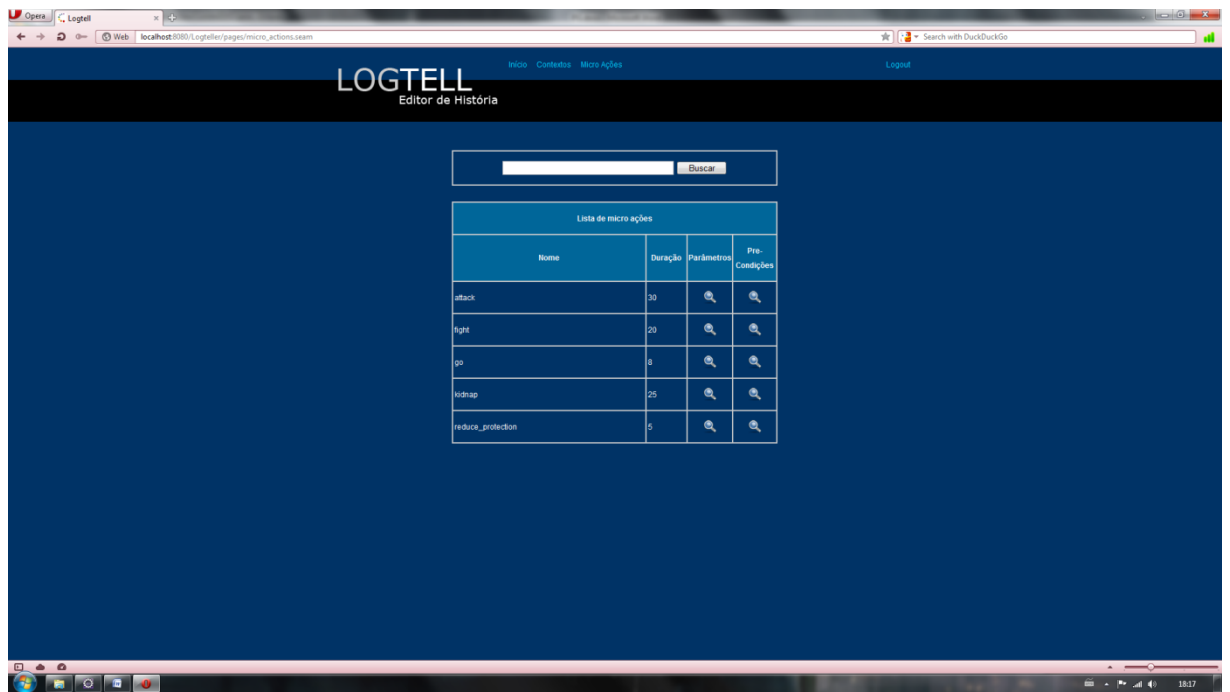 Opera
Logtell
Web localhost:8080/Logteller/pages/micro_actions.seam
Search with DuckDuckGo
Início Contextos Micro Ações Logout
LOGTELL
Editor de História
Buscar
Lista de micro ações
Nome Duração Parâmetros Pre-Condições
attack 30
fight 20
go 8
kidnap 25
reduce_protection 5
18:17